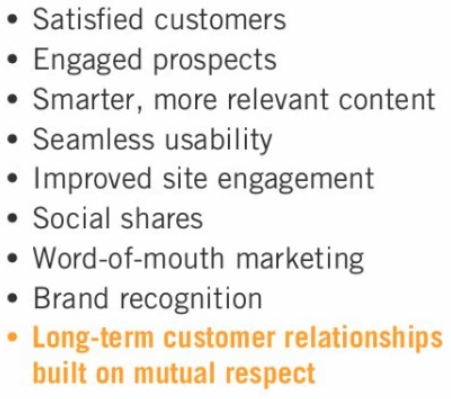 • Satisfied customers
• Engaged prospects
• Smarter, more relevant content
• Seamless usability
• Improved site engagement
• Social shares
• Word-of-mouth marketing
• Brand recognition
• Long-term customer relationships
built on mutual respect